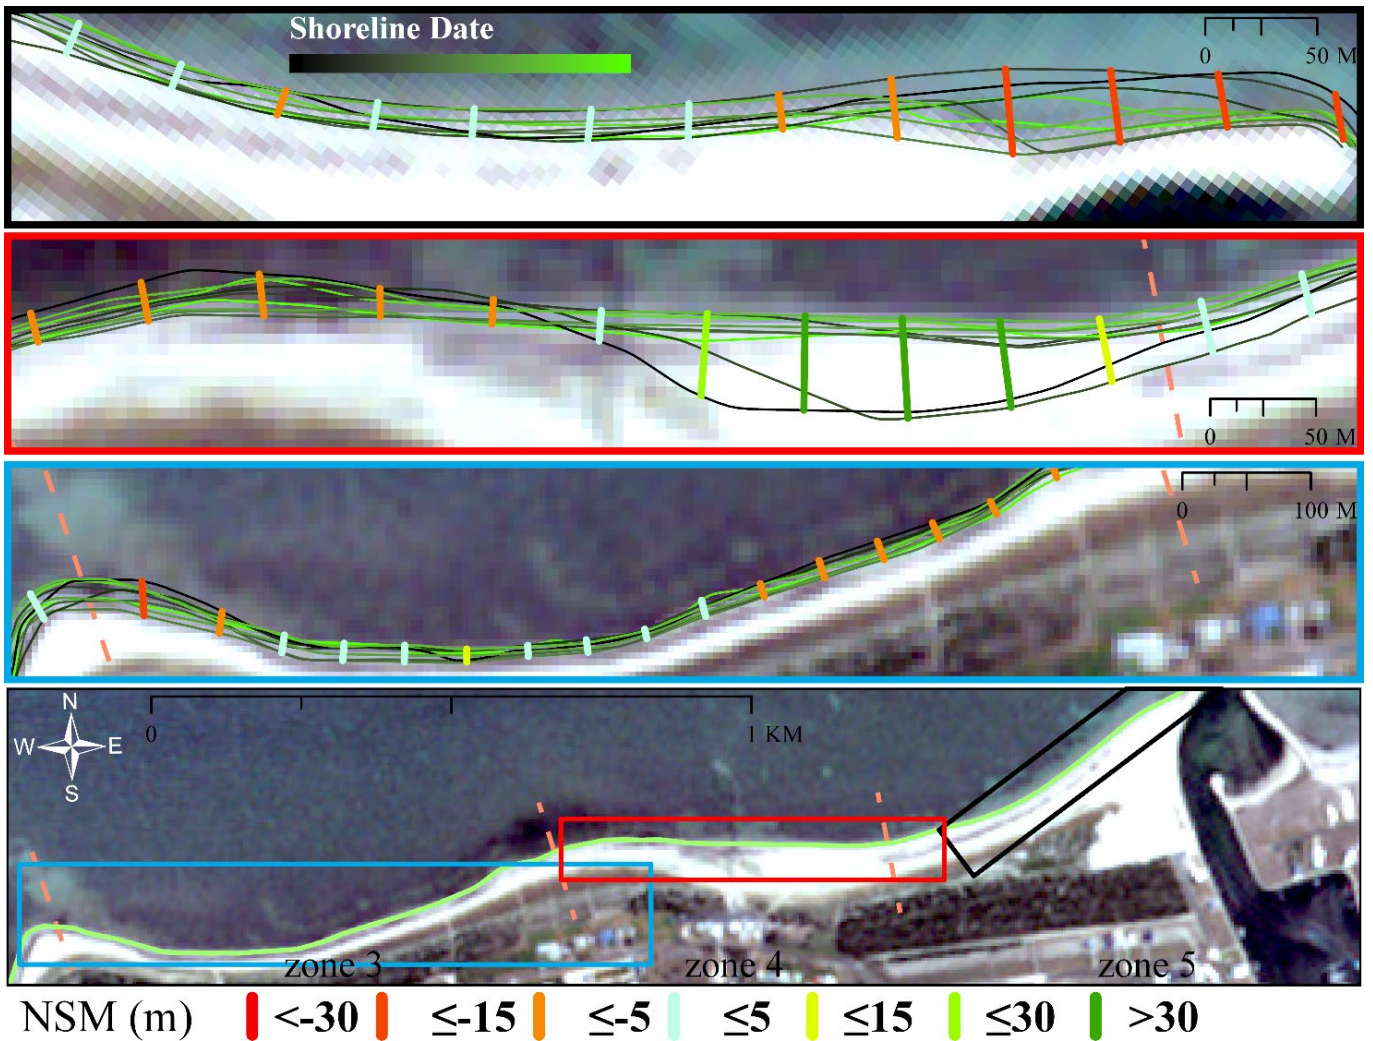 Shoreline Date
0 50 M
0 50 M
0 100 M
N
W E
S
0 1 KM
zone 3 zone 4 zone 5
NSM (m) <-30 ≤-15 ≤-5 ≤5 ≤15 ≤30 >30